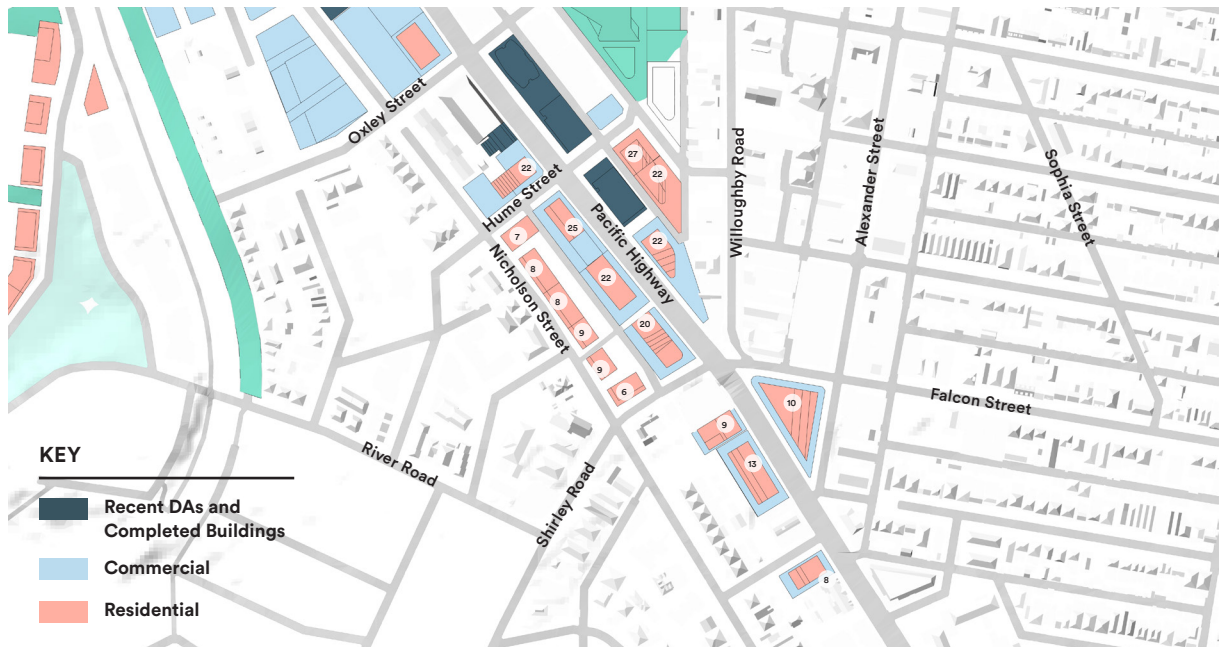 Oxley Street
27
22
22
Hume Street
Willoughby Road
Alexander Street
Sophia Street
Pacific Highway
7
25
22
8
22
Nicholson Street
8
9
20
9
6
10
Falcon Street
9
13
River Road
Shirley Road
8
KEY
Recent DAs and
Completed Buildings
Commercial
Residential